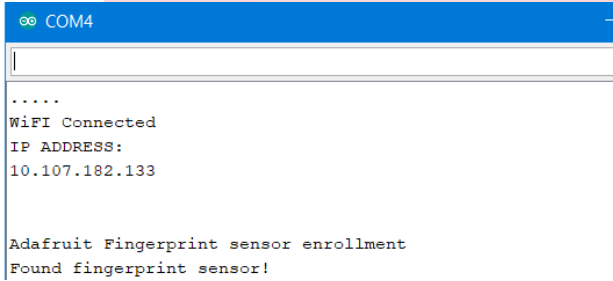 COM4
.....
WiFI Connected
IP ADDRESS:
10.107.182.133
Adafruit Fingerprint sensor enrollment
Found fingerprint sensor!